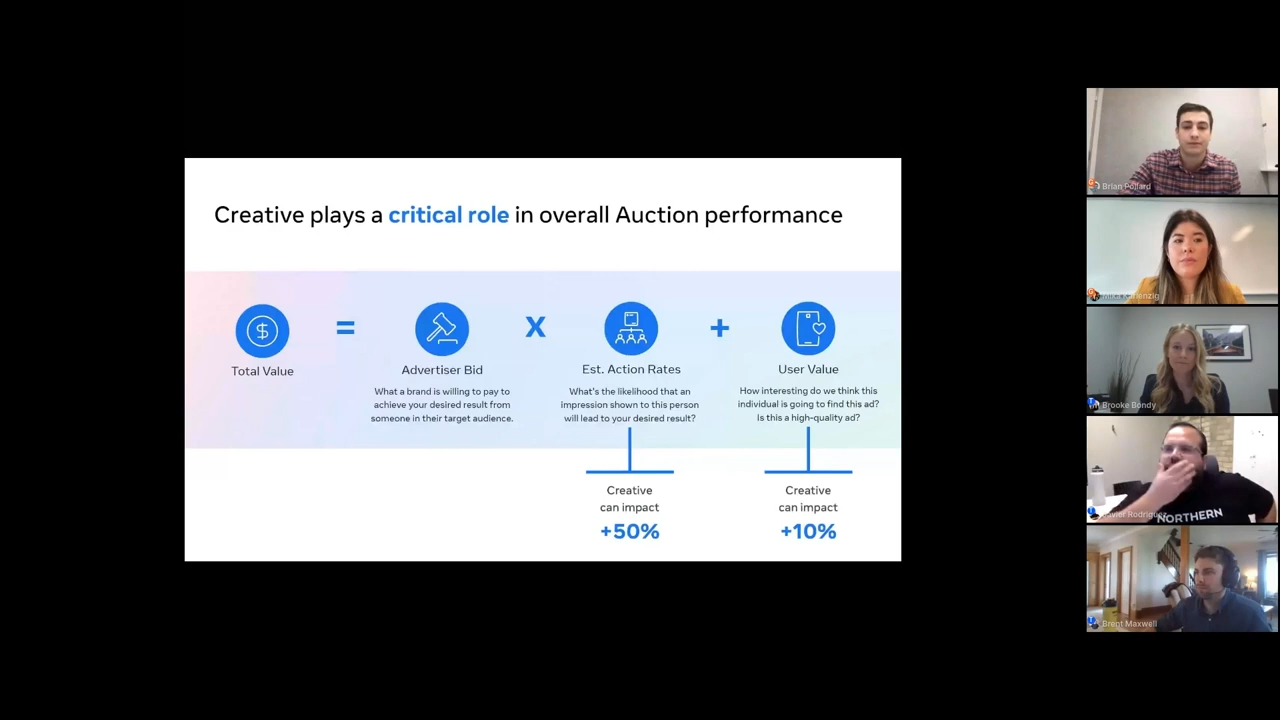 Creative plays a critical role in overall Auction performance
Total Value
=
Advertiser Bid
What a brand is willing to pay to
achieve your desired result from
someone in their target audience.
X
Est. Action Rates
What's the likelihood that an
impression shown to this person
will lead to your desired result?
+
User Value
How interesting do we think this
individual is going to find this ad?
Is this a high-quality ad?
Creative
can impact
+50%
Creative
can impact
+10%
Brian Pollard
Brooke Bondy
Javier Rodriguez
NORTHERN
Brent Maxwell